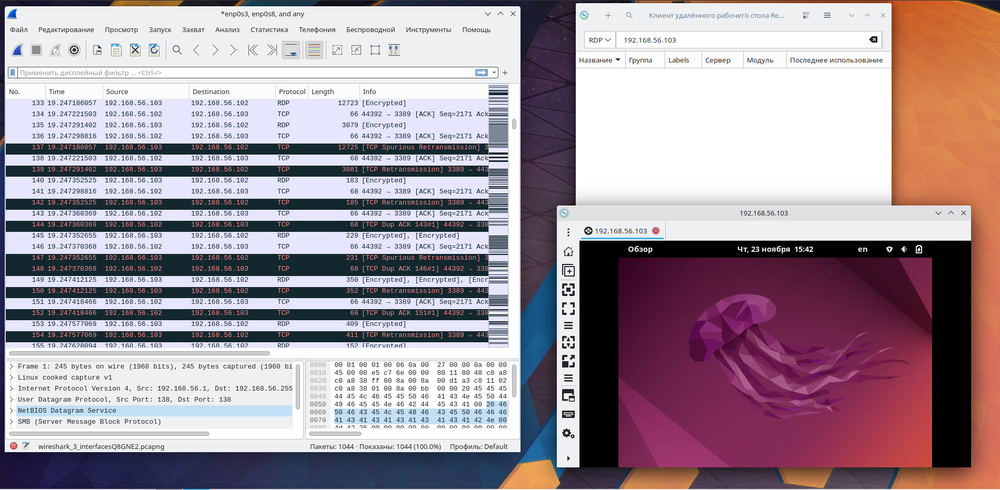 *enp0s3, enp0s8, and any
Файл Редактирование Просмотр Запуск Захват Анализ Статистика Телефония Беспроводной Инструменты Помощь
Применить дисплейный фильтр ... <Ctrl-/>
No. Time Source Destination Protocol Length Info
133 19.247186057 192.168.56.103 192.168.56.102 RDP 12723 [Encrypted]
134 19.247221503 192.168.56.102 192.168.56.103 TCP 66 44392 → 3389 [ACK] Seq=2171 Ack
135 19.247291402 192.168.56.103 192.168.56.102 RDP 3079 [Encrypted]
136 19.247298816 192.168.56.102 192.168.56.103 TCP 66 44392 → 3389 [ACK] Seq=2171 Ack
137 19.247186057 192.168.56.103 192.168.56.102 TCP 12725 [TCP Spurious Retransmission] 3
138 19.247221503 192.168.56.102 192.168.56.103 TCP 68 44392 → 3389 [ACK] Seq=2171 Ack
139 19.247291402 192.168.56.103 192.168.56.102 TCP 3081 [TCP Retransmission] 3389 → 443
140 19.247352525 192.168.56.103 192.168.56.102 RDP 183 [Encrypted]
141 19.247298816 192.168.56.102 192.168.56.103 TCP 68 44392 → 3389 [ACK] Seq=2171 Ack
142 19.247352525 192.168.56.103 192.168.56.102 TCP 185 [TCP Retransmission] 3389 → 443
143 19.247360369 192.168.56.102 192.168.56.103 TCP 66 44392 → 3389 [ACK] Seq=2171 Ack
144 19.247360369 192.168.56.102 192.168.56.103 TCP 68 [TCP Dup ACK 143#1] 44392 → 338
145 19.247352655 192.168.56.103 192.168.56.102 RDP 229 [Encrypted], [Encrypted]
146 19.247370368 192.168.56.102 192.168.56.103 TCP 66 44392 → 3389 [ACK] Seq=2171 Ack
147 19.247352655 192.168.56.103 192.168.56.102 TCP 231 [TCP Spurious Retransmission] 3
148 19.247370368 192.168.56.102 192.168.56.103 TCP 68 [TCP Dup ACK 146#1] 44392 → 338
149 19.247412125 192.168.56.103 192.168.56.102 RDP 350 [Encrypted], [Encrypted], [Encr
150 19.247412125 192.168.56.103 192.168.56.102 TCP 352 [TCP Retransmission] 3389 → 443
151 19.247418466 192.168.56.102 192.168.56.103 TCP 66 44392 → 3389 [ACK] Seq=2171 Ack
152 19.247418466 192.168.56.102 192.168.56.103 TCP 68 [TCP Dup ACK 151#1] 44392 → 338
153 19.247577069 192.168.56.103 192.168.56.102 RDP 409 [Encrypted]
154 19.247577069 192.168.56.103 192.168.56.102 TCP 411 [TCP Retransmission] 3389 → 443
155 19.247628094 192.168.56.103 192.168.56.102 RDP 152 [Encrypted]
Frame 1: 245 bytes on wire (1960 bits), 245 bytes captured (1960 bi
Linux cooked capture v1
Internet Protocol Version 4, Src: 192.168.56.1, Dst: 192.168.56.255
User Datagram Protocol, Src Port: 138, Dst Port: 138
NetBIOS Datagram Service
SMB (Server Message Block Protocol)
0000 00 01 00 01 00 06 0a 00 27 00 00 0a 00 00
0010 45 00 00 e5 c7 6e 00 00 80 11 80 48 c0 a8
0020 c0 a8 38 ff 00 8a 00 8a 00 d1 a3 c8 11 02
0030 c0 a8 38 01 00 8a 00 bb 00 00 20 45 45 45
0040 44 45 4c 46 45 45 50 46 41 43 4e 45 50 44
0050 49 46 45 45 4e 46 42 44 45 43 41 00 20 46
0060 50 46 43 45 4c 45 48 46 43 45 50 46 46 46
0070 41 43 41 43 41 43 41 43 41 43 41 42 4e 00
0080 4d 42 25 00 00 00 00 00 00 00 00 00 00 00
wireshark_3_interfacesQ8GNE2.pcapng Пакеты: 1044 · Показаны: 1044 (100.0%) Профиль: Default
Клиент удалённого рабочего стола Re...
RDP 192.168.56.103
Название Группа Labels Сервер Модуль Последнее использование
192.168.56.103
192.168.56.103
Обзор Чт, 23 ноября 15:42 en